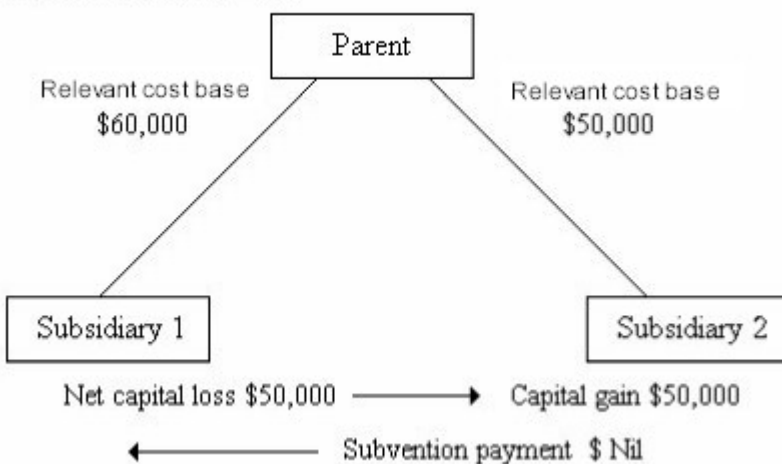 Parent
Relevant cost base
$60,000
Relevant cost base
$50,000
Subsidiary 1
Subsidiary 2
Net capital loss $50,000
Capital gain $50,000
Subvention payment $ Nil